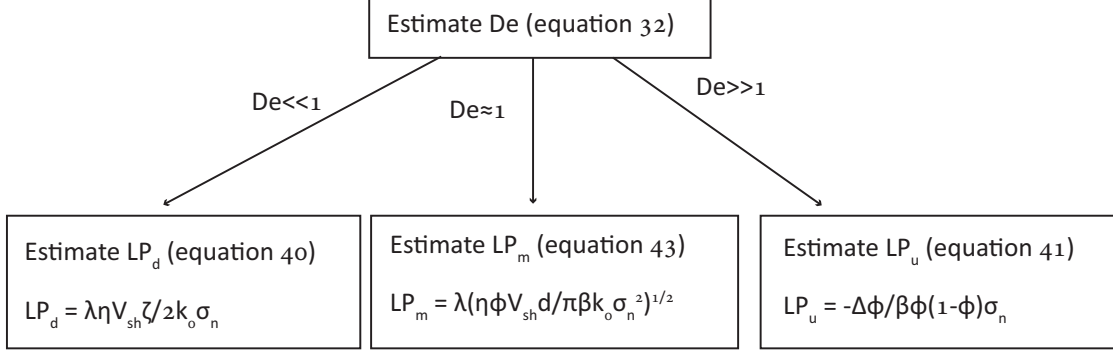 Estimate De (equation 32)
De<<1
De≈1
De>>1
Estimate LP_d (equation 40)
LP_d = ληV_shζ/2k_oσ_n
Estimate LP_m (equation 43)
LP_m = λ(ηϕV_shd/πβk_oσ_n²)^1/2
Estimate LP_u (equation 41)
LP_u = -Δϕ/βϕ(1-ϕ)σ_n